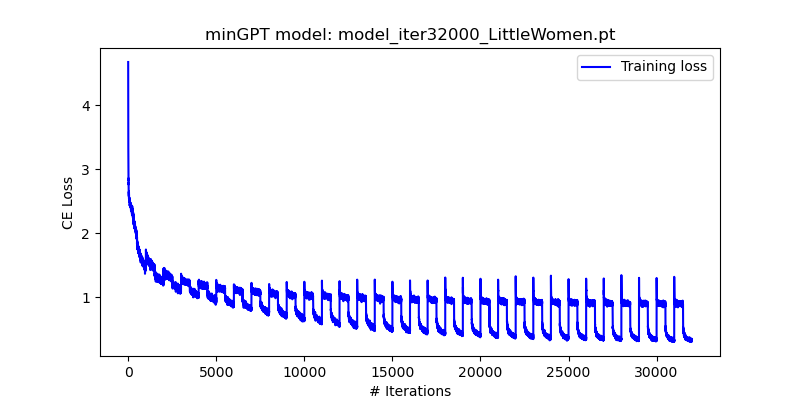 minGPT model: model_iter32000_LittleWomen.pt
Training loss
4
3
2
1
CE Loss
0 5000 10000 15000 20000 25000 30000
# Iterations